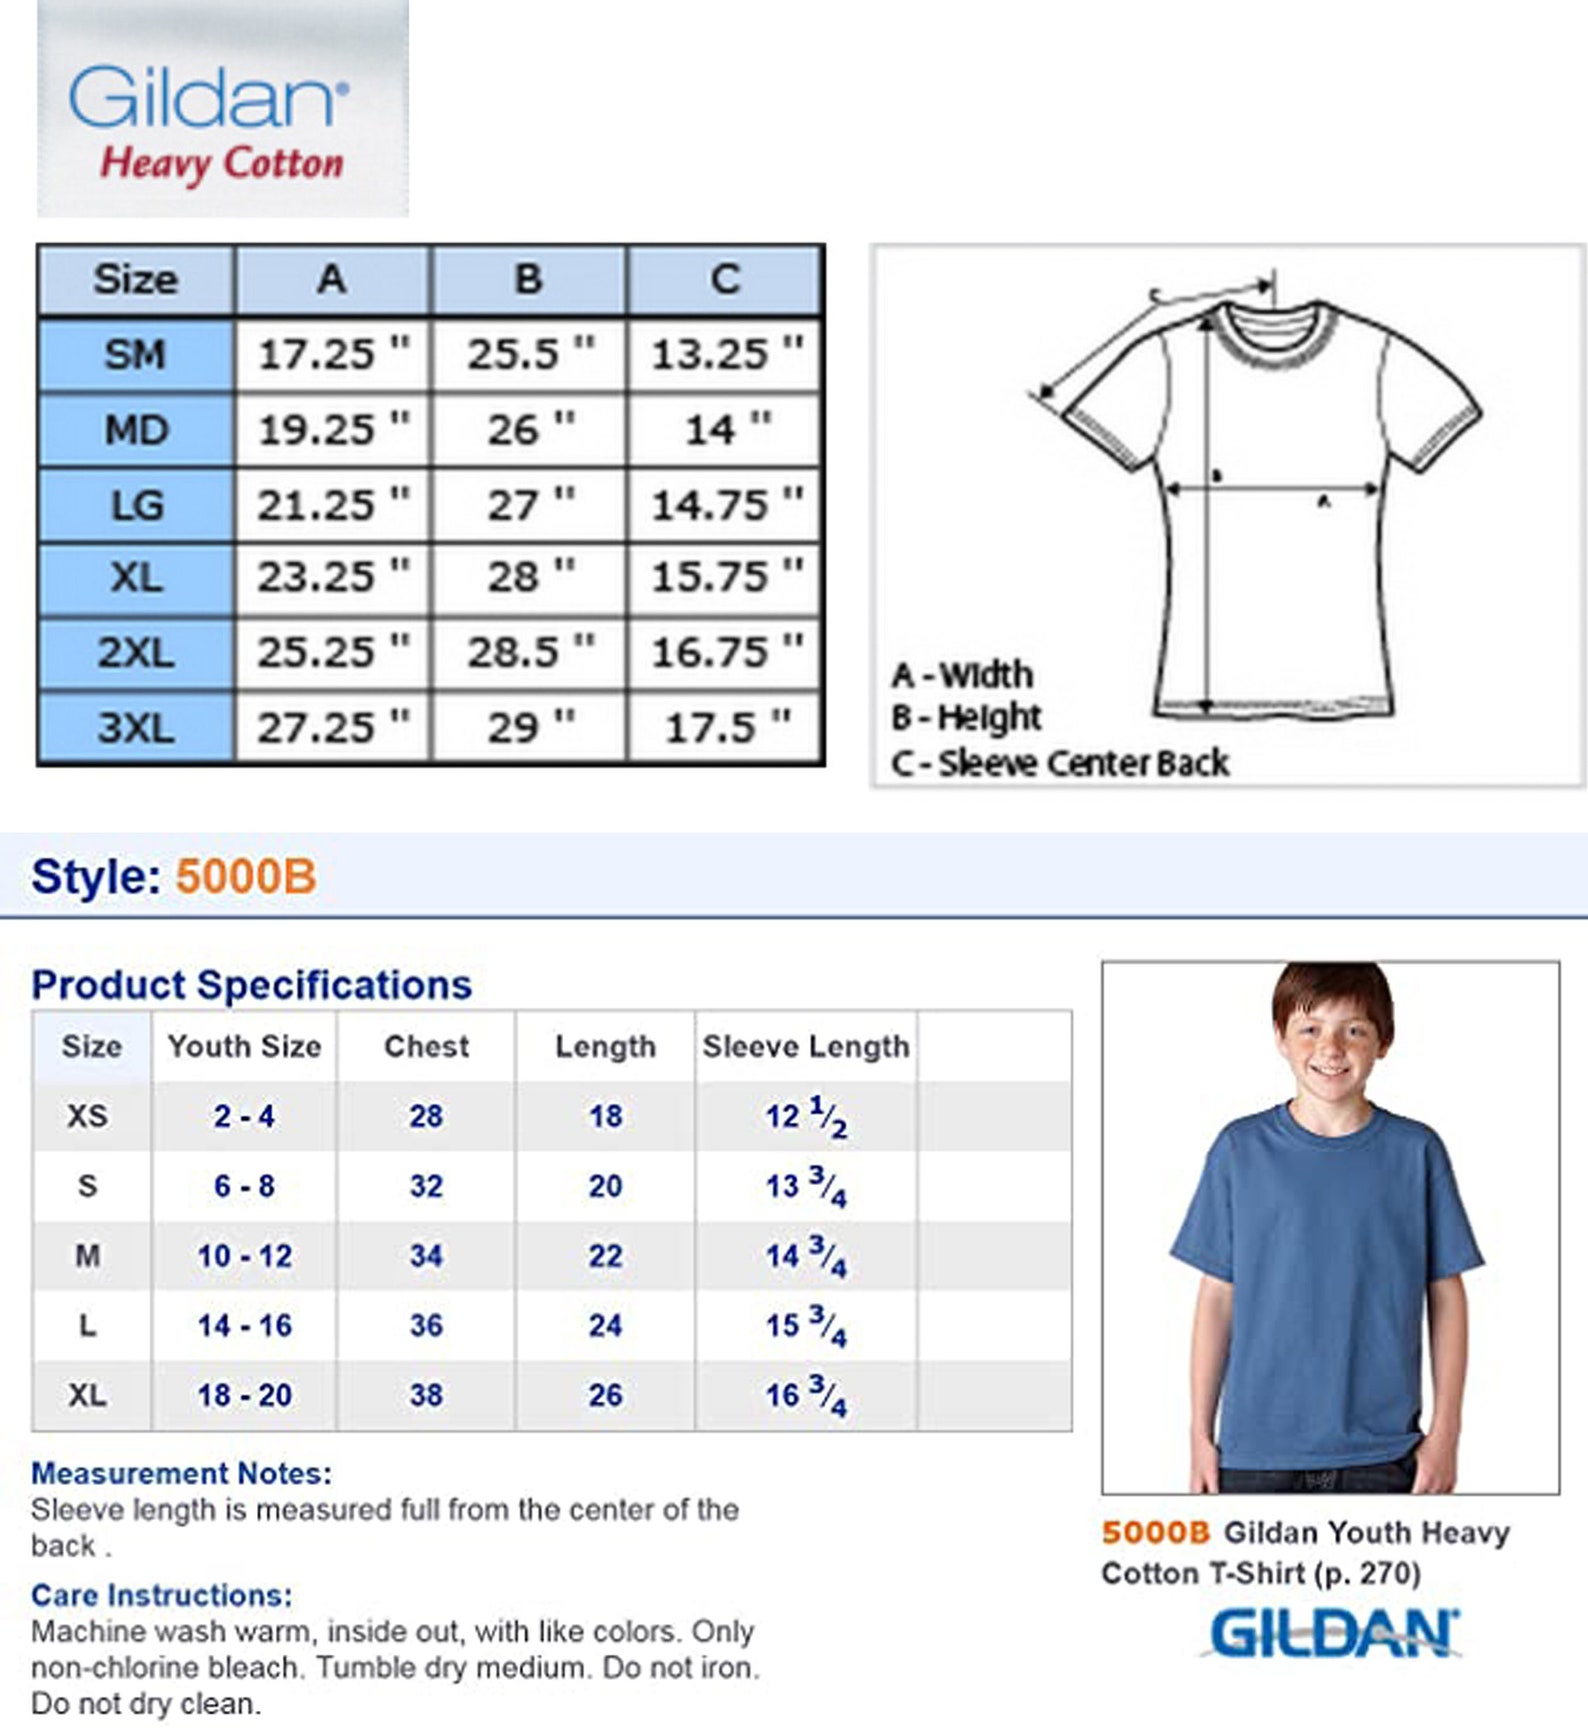 Gildan®
Heavy Cotton
Size A B C
SM 17.25 " 25.5 " 13.25 "
MD 19.25 " 26 " 14 "
LG 21.25 " 27 " 14.75 "
XL 23.25 " 28 " 15.75 "
2XL 25.25 " 28.5 " 16.75 "
3XL 27.25 " 29 " 17.5 "
C
B
A
A - Width
B - Height
C - Sleeve Center Back
Style: 5000B
Product Specifications
Size Youth Size Chest Length Sleeve Length
XS 2 - 4 28 18 12 1/2
S 6 - 8 32 20 13 3/4
M 10 - 12 34 22 14 3/4
L 14 - 16 36 24 15 3/4
XL 18 - 20 38 26 16 3/4
Measurement Notes:
Sleeve length is measured full from the center of the
back .
Care Instructions:
Machine wash warm, inside out, with like colors. Only
non-chlorine bleach. Tumble dry medium. Do not iron.
Do not dry clean.
5000B Gildan Youth Heavy
Cotton T-Shirt (p. 270)
GILDAN®